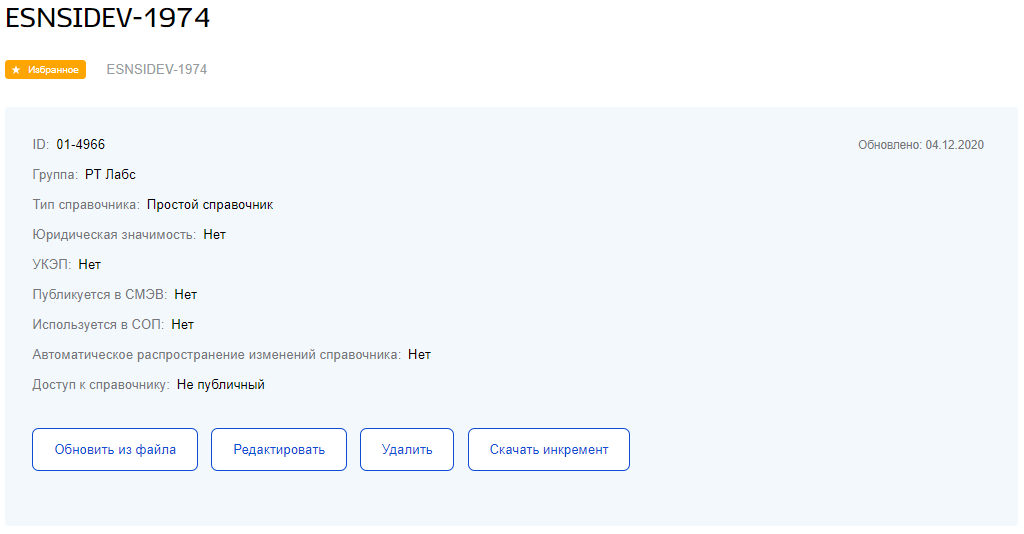 ESNSIDEV-1974
★ Избранное ESNSIDEV-1974
ID: 01-4966 Обновлено: 04.12.2020
Группа: РТ Лабс
Тип справочника: Простой справочник
Юридическая значимость: Нет
УКЭП: Нет
Публикуется в СМЭВ: Нет
Используется в СОП: Нет
Автоматическое распространение изменений справочника: Нет
Доступ к справочнику: Не публичный
Обновить из файла Редактировать Удалить Скачать инкремент